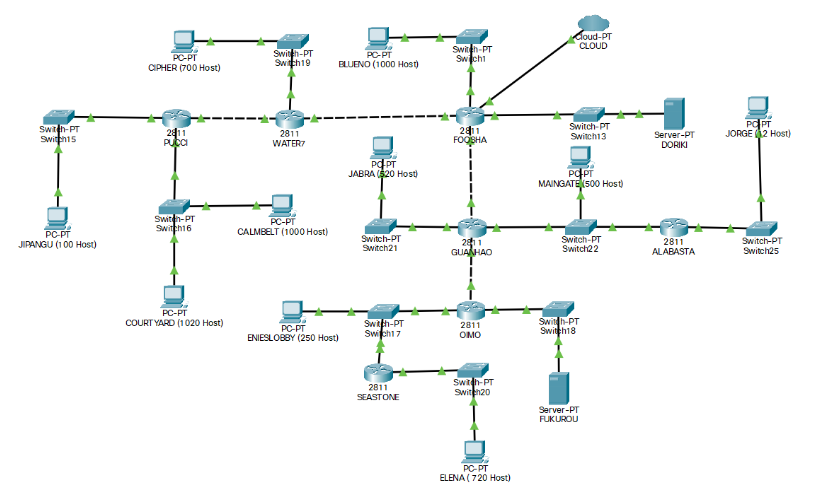 Cloud-PT
CLOUD
PC-PT
CIPHER (700 Host)
Switch-PT
Switch19
PC-PT
BLUENO (1000 Host)
Switch-PT
Switch1
Switch-PT
Switch15
2811
PUCCI
2811
WATER7
2811
FOOSHA
Switch-PT
Switch13
Server-PT
DORIKI
PC-PT
JORGE (12 Host)
PC-PT
JABRA (520 Host)
PC-PT
MAINGATE (500 Host)
PC-PT
JIPANGU (100 Host)
Switch-PT
Switch16
PC-PT
CALMBELT (1000 Host)
Switch-PT
Switch21
2811
GUANHAO
Switch-PT
Switch22
2811
ALABASTA
Switch-PT
Switch25
PC-PT
COURTYARD (1020 Host)
PC-PT
ENIESLOBBY (250 Host)
Switch-PT
Switch17
2811
OIMO
Switch-PT
Switch18
2811
SEASTONE
Switch-PT
Switch20
Server-PT
FUKUROU
PC-PT
ELENA ( 720 Host)